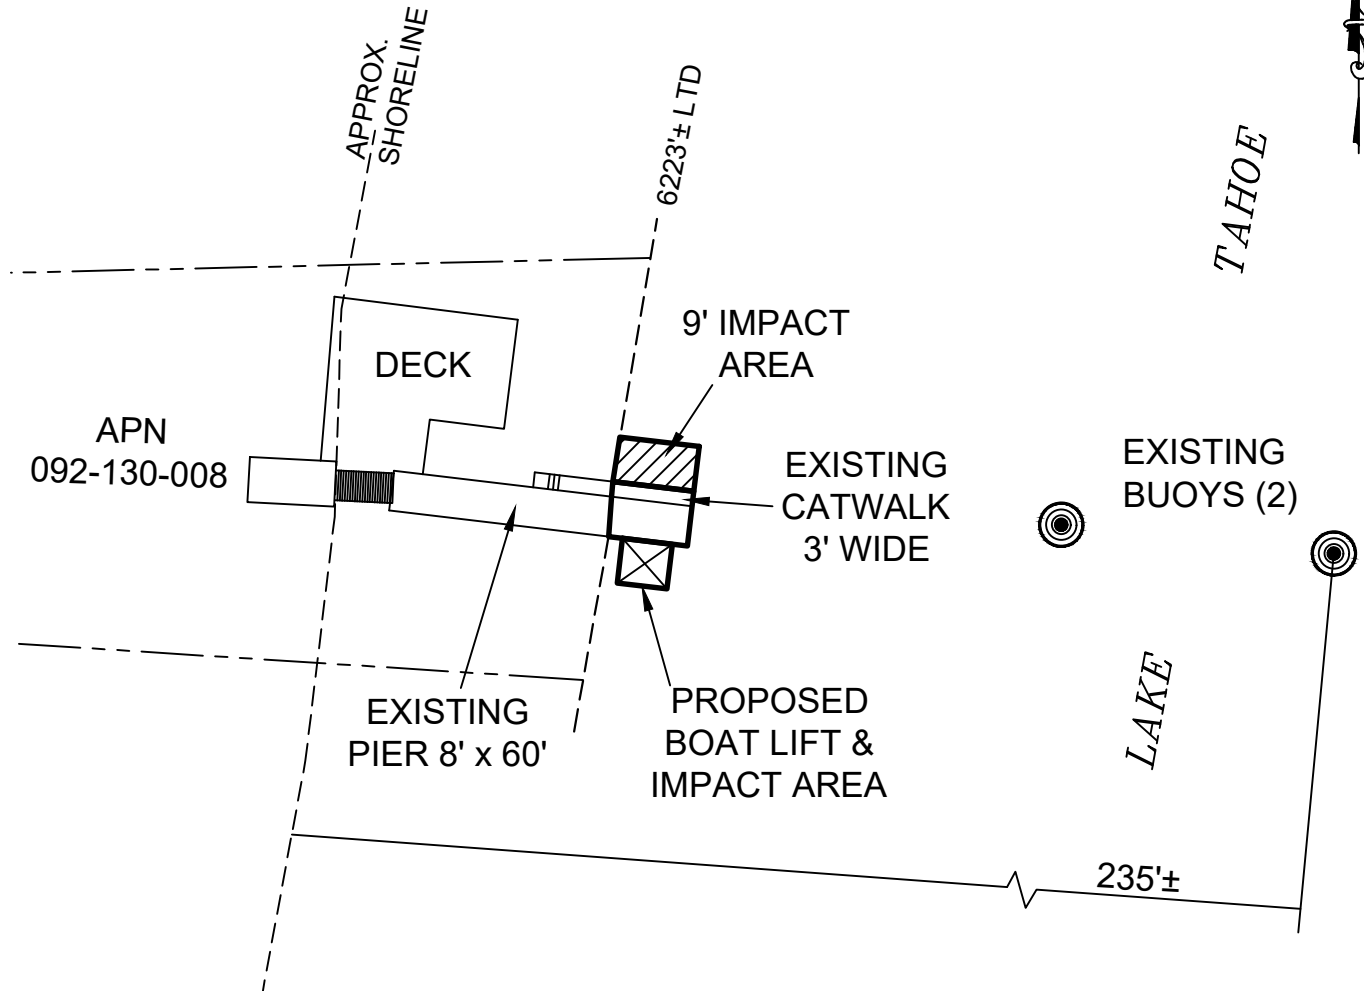 APPROX.
SHORELINE
6223'± LTD
TAHOE
9' IMPACT
AREA
DECK
APN
092-130-008
EXISTING
CATWALK
3' WIDE
EXISTING
BUOYS (2)
EXISTING
PIER 8' x 60'
PROPOSED
BOAT LIFT &
IMPACT AREA
LAKE
235'±